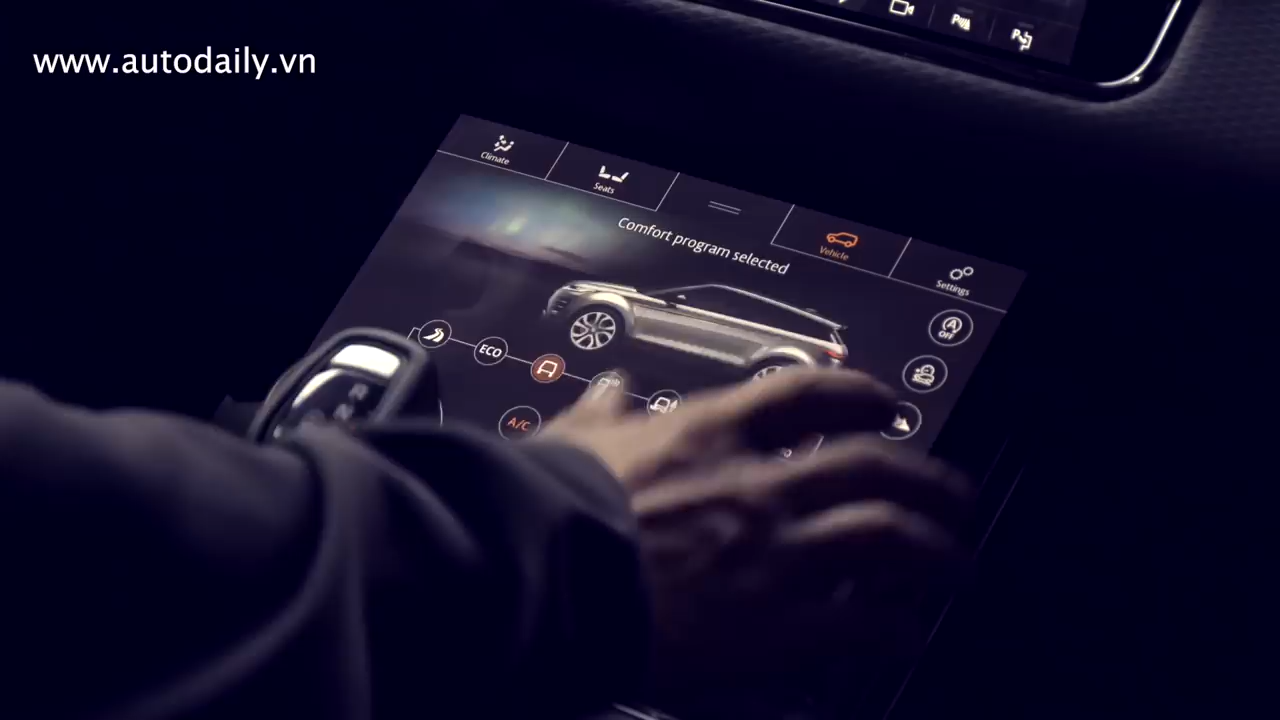 www.autodaily.vn
Climate
Seats
Comfort program selected
Vehicle
Settings
A
OFF
ECO
A/C